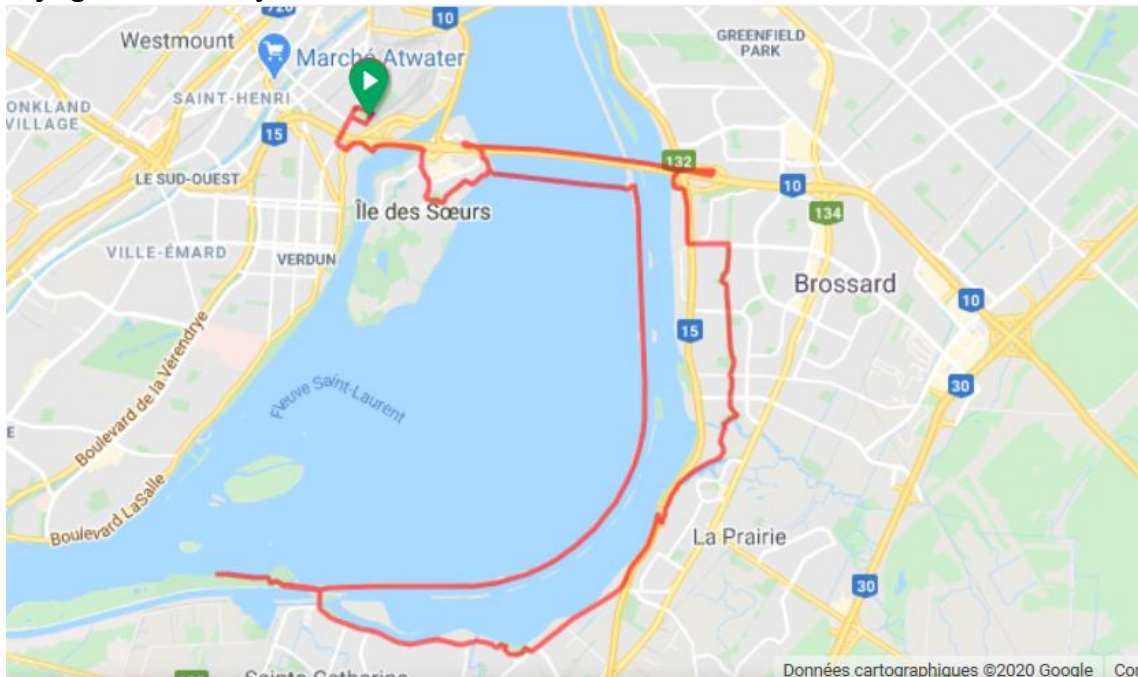 10
GREENFIELD
PARK
Westmount
Marché Atwater
SAINT-HENRI
VILLAGE
15
132
LE SUD-OUEST
10
134
Île des Sœurs
VILLE-ÉMARD
VERDUN
Brossard
10
15
30
Fleuve Saint-Laurent
Boulevard de la Vérendrye
Boulevard LaSalle
La Prairie
30
Données cartographiques ©2020 Google